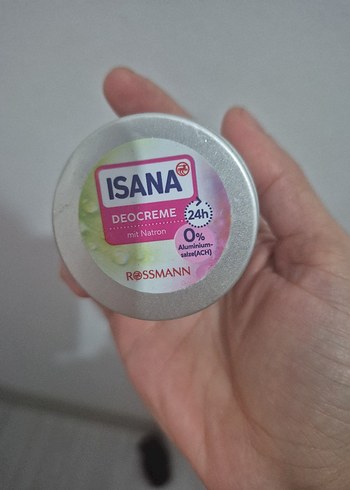 ISANA
DEOCREME
mit Natron
24h
0%
Aluminium-
salze(ACH)
ROSSMANN